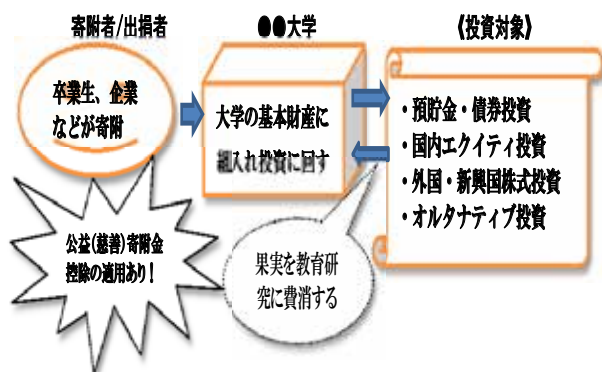 寄附者/出捐者
●●大学
《投資対象》
卒業生、企業
などが寄附
大学の基本財産に
組入れ投資に回す
・預貯金・債券投資
・国内エクイティ投資
・外国・新興国株式投資
・オルタナティブ投資
公益(慈善)寄附金
控除の適用あり!
果実を教育研
究に費消する